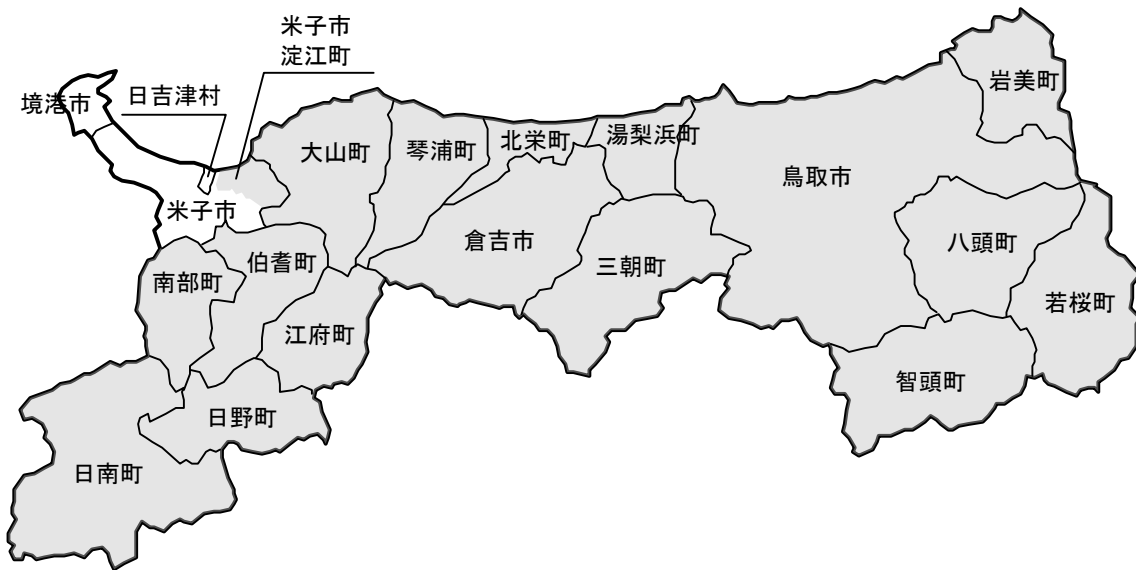 米子市
淀江町
日吉津村
境港市
岩美町
大山町
琴浦町
北栄町
湯梨浜町
鳥取市
米子市
倉吉市
八頭町
伯耆町
三朝町
南部町
若桜町
江府町
智頭町
日野町
日南町